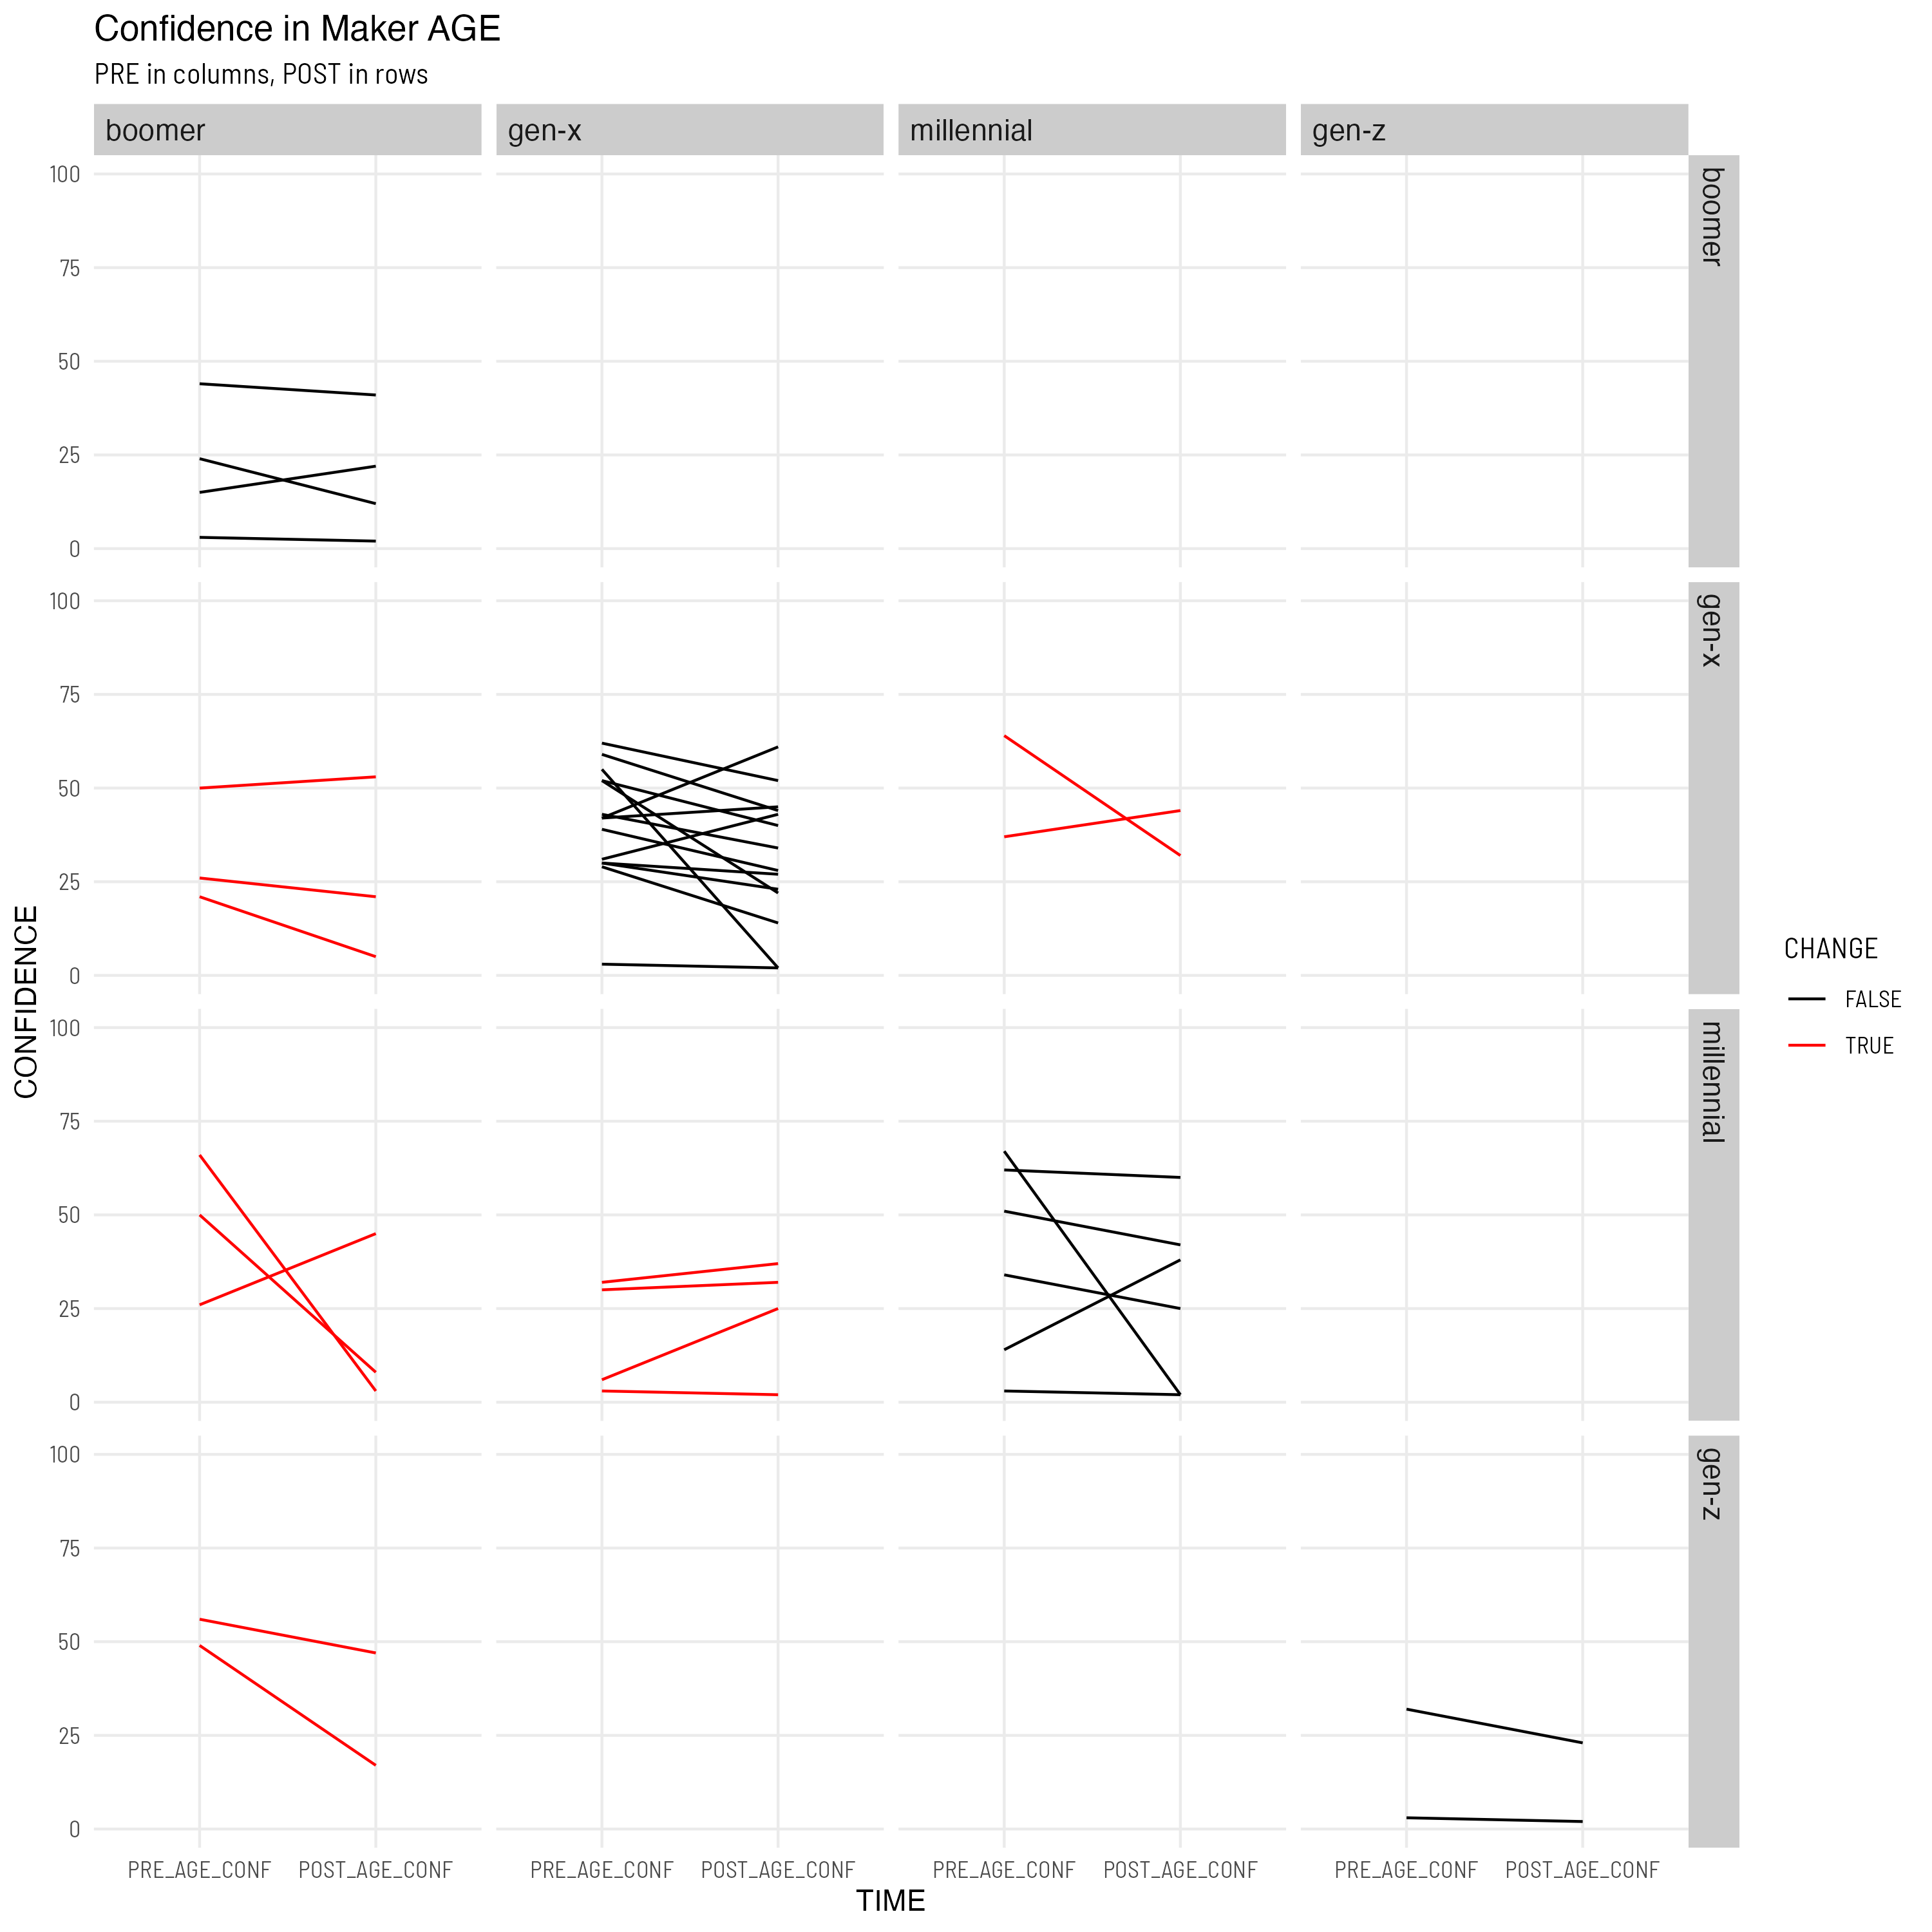 Confidence in Maker AGE
PRE in columns, POST in rows
boomer
gen-x
millennial
gen-z
100
75
50
25
0
boomer
100
75
50
25
0
gen-x
100
75
50
25
0
millennial
100
75
50
25
0
gen-z
CONFIDENCE
CHANGE
FALSE
TRUE
PRE_AGE_CONF POST_AGE_CONF
PRE_AGE_CONF POST_AGE_CONF
PRE_AGE_CONF POST_AGE_CONF
PRE_AGE_CONF POST_AGE_CONF
TIME